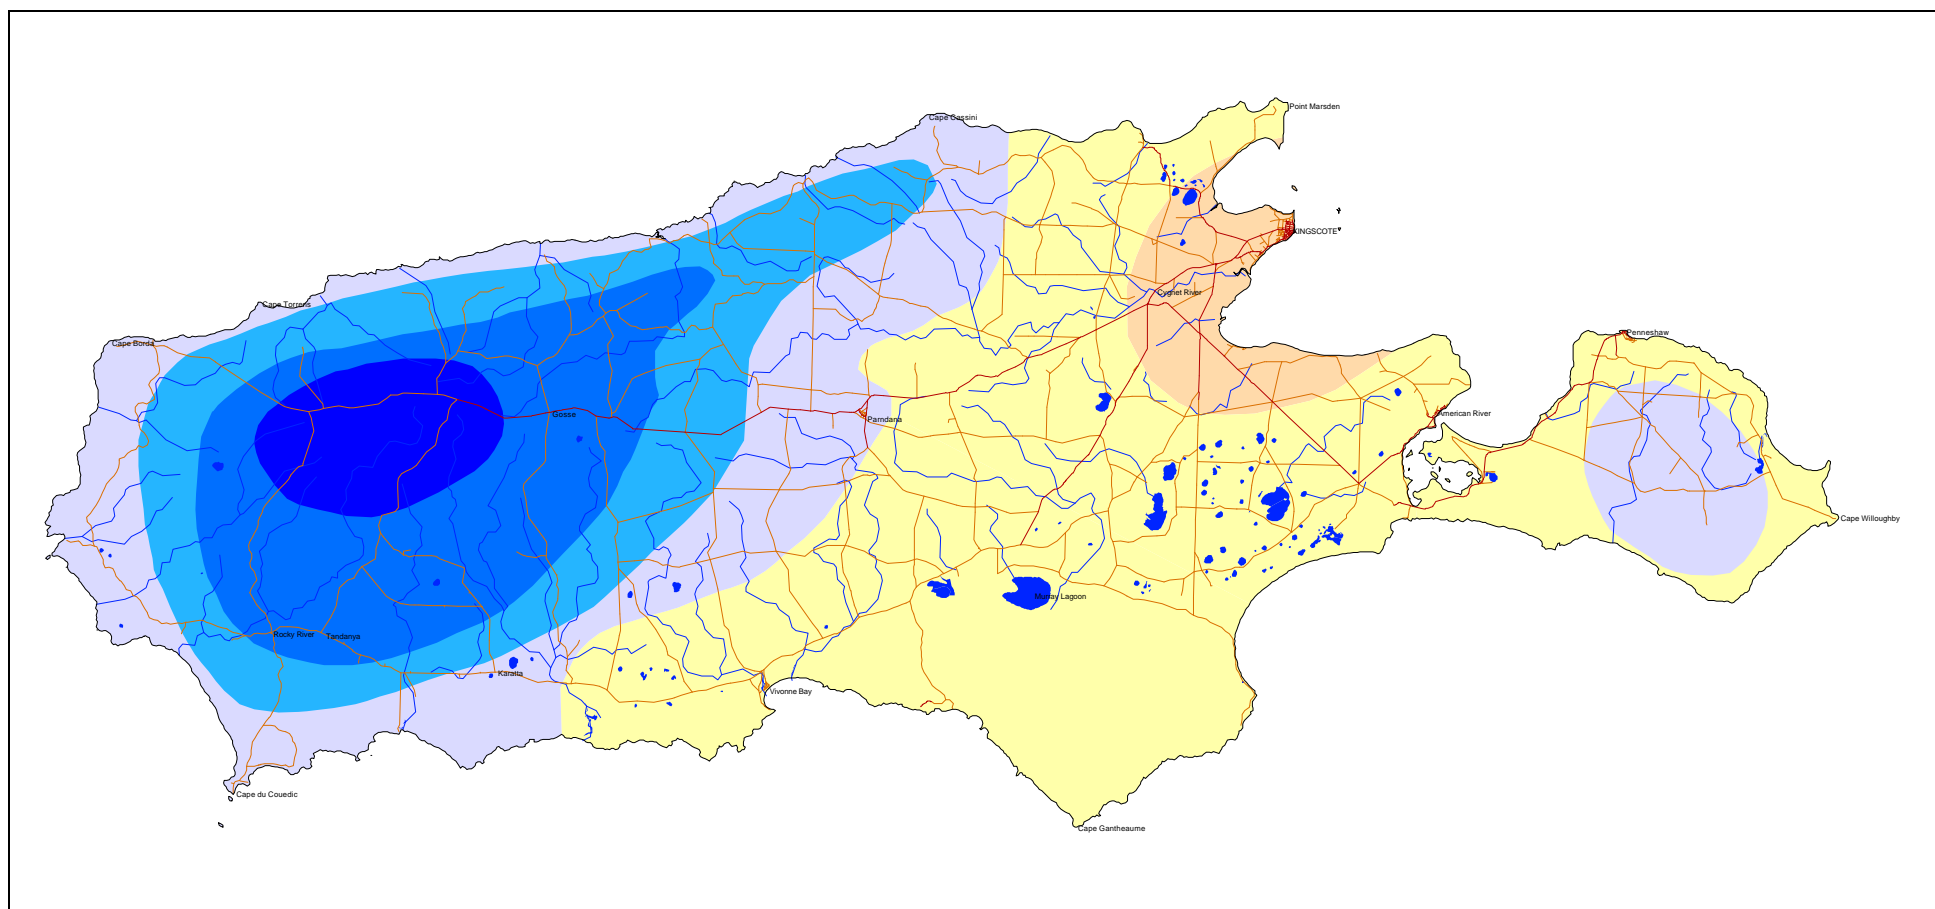 Point Marsden
Cape Cassini
KINGSCOTE
Cygnet River
Cape Torrens
Penneshaw
Cape Borda
American River
Gosse
Parndana
Cape Willoughby
Murray Lagoon
Rocky River
Tandanya
Karatta
Vivonne Bay
Cape du Couedic
Cape Gantheaume